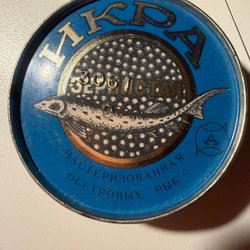 ИКРА
ЗЕРНИСТАЯ
ПАСТЕРИЗОВАННАЯ
ОСЕТРОВЫХ РЫБ